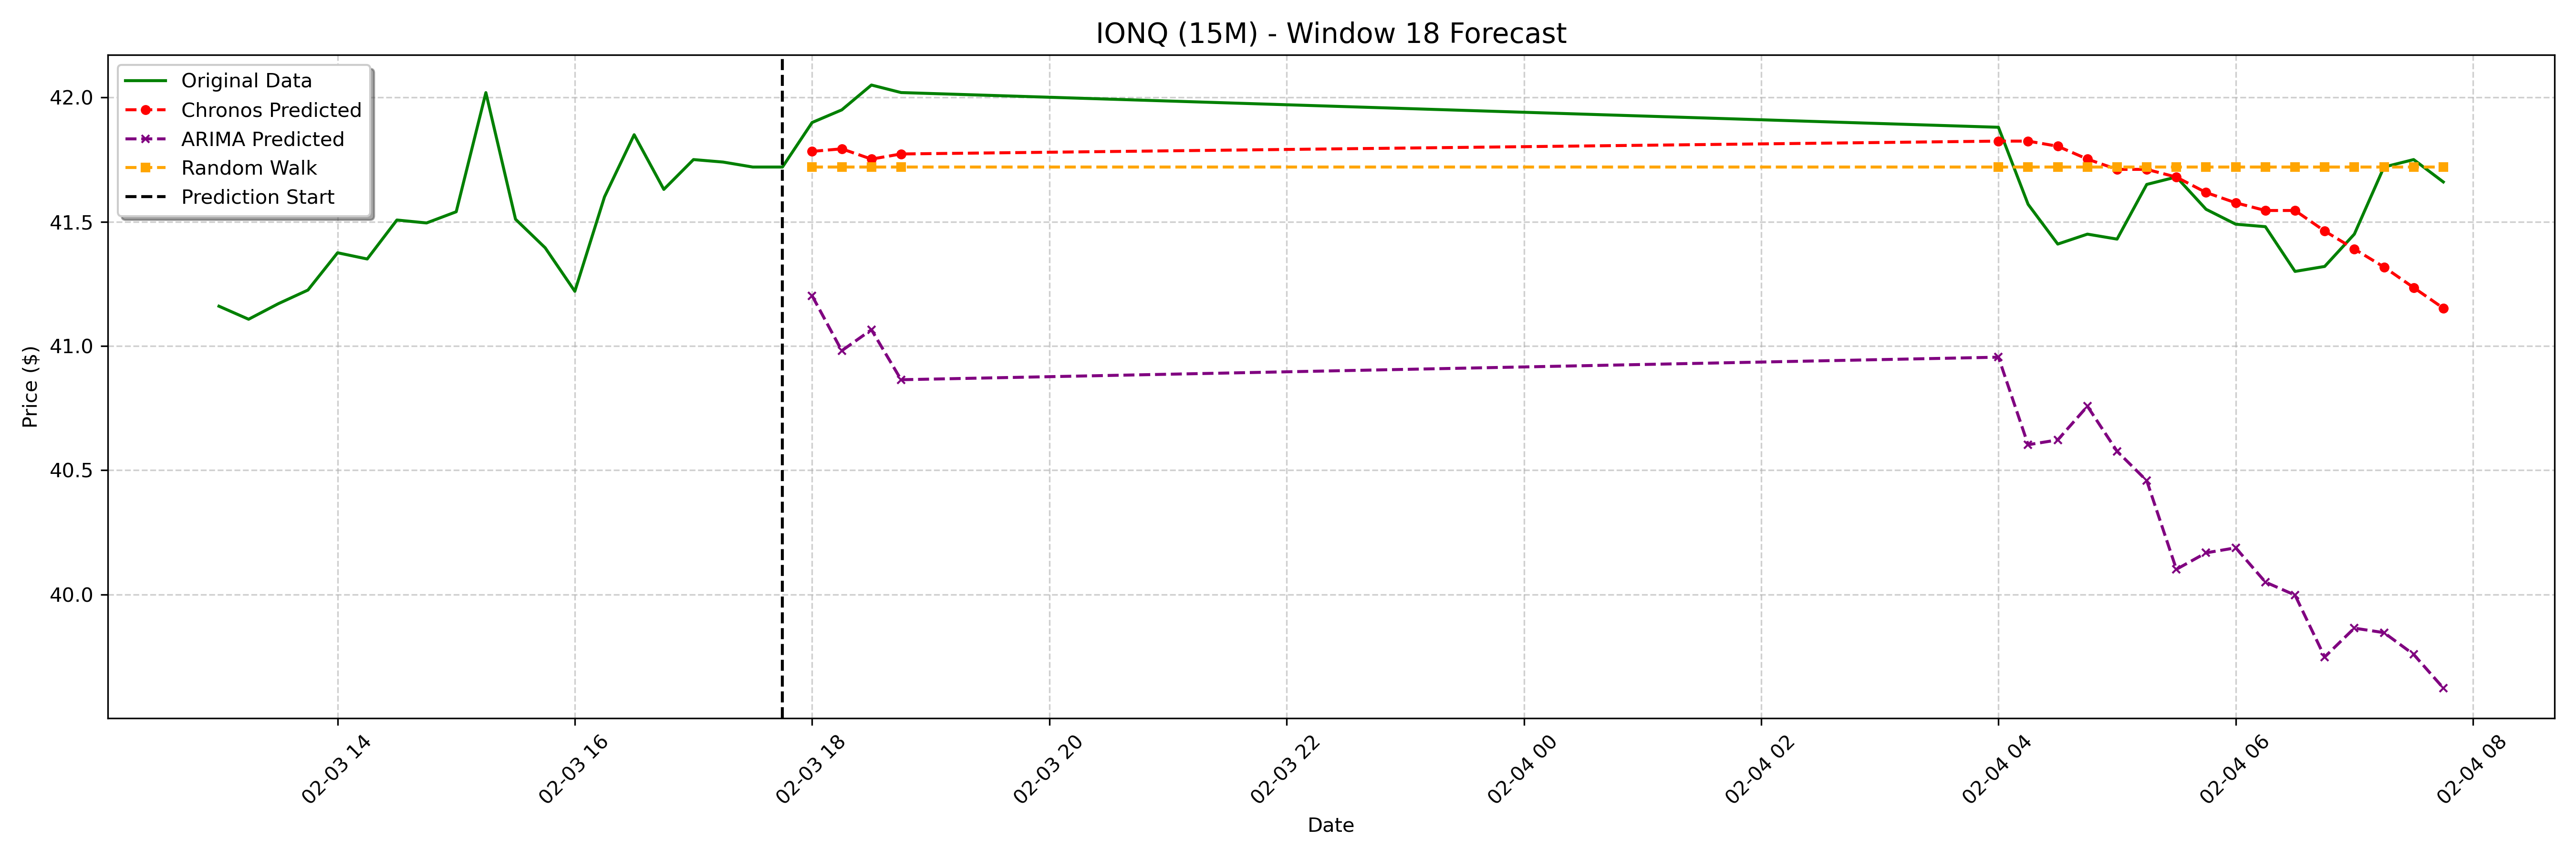 IONQ (15M) - Window 18 Forecast
Original Data
Chronos Predicted
ARIMA Predicted
Random Walk
Prediction Start
Price ($)
42.0
41.5
41.0
40.5
40.0
02-03 14
02-03 16
02-03 18
02-03 20
02-03 22
02-04 00
02-04 02
02-04 04
02-04 06
02-04 08
Date